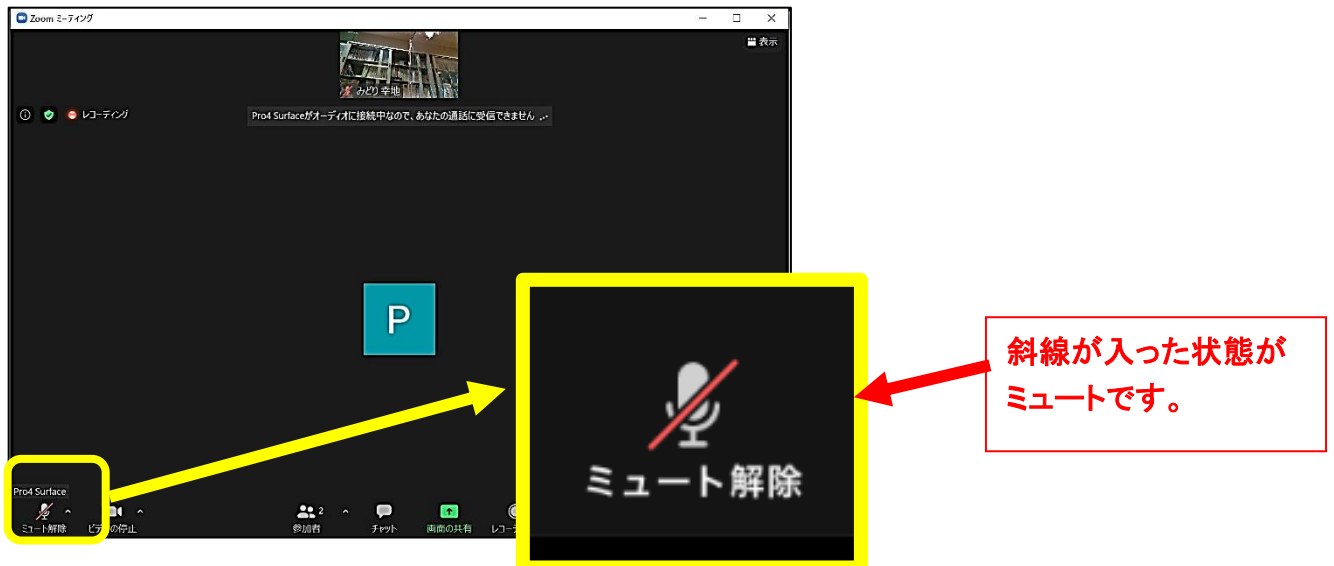 Zoom ミーティング
表示
みどり 幸地
レコーディング
Pro4 Surfaceがオーディオに接続中なので、あなたの通話に受信できません
P
斜線が入った状態が
ミュートです。
ミュート解除
Pro4 Surface
ミュート解除
2
参加者
チャット
画面の共有